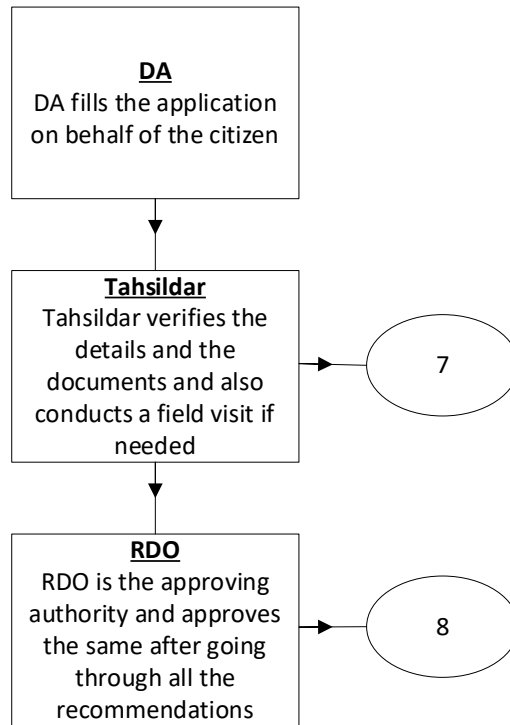 DA
DA fills the application
on behalf of the citizen
Tahsildar
Tahsildar verifies the
details and the
documents and also
conducts a field visit if
needed
7
RDO
RDO is the approving
authority and approves
the same after going
through all the
recommendations
8